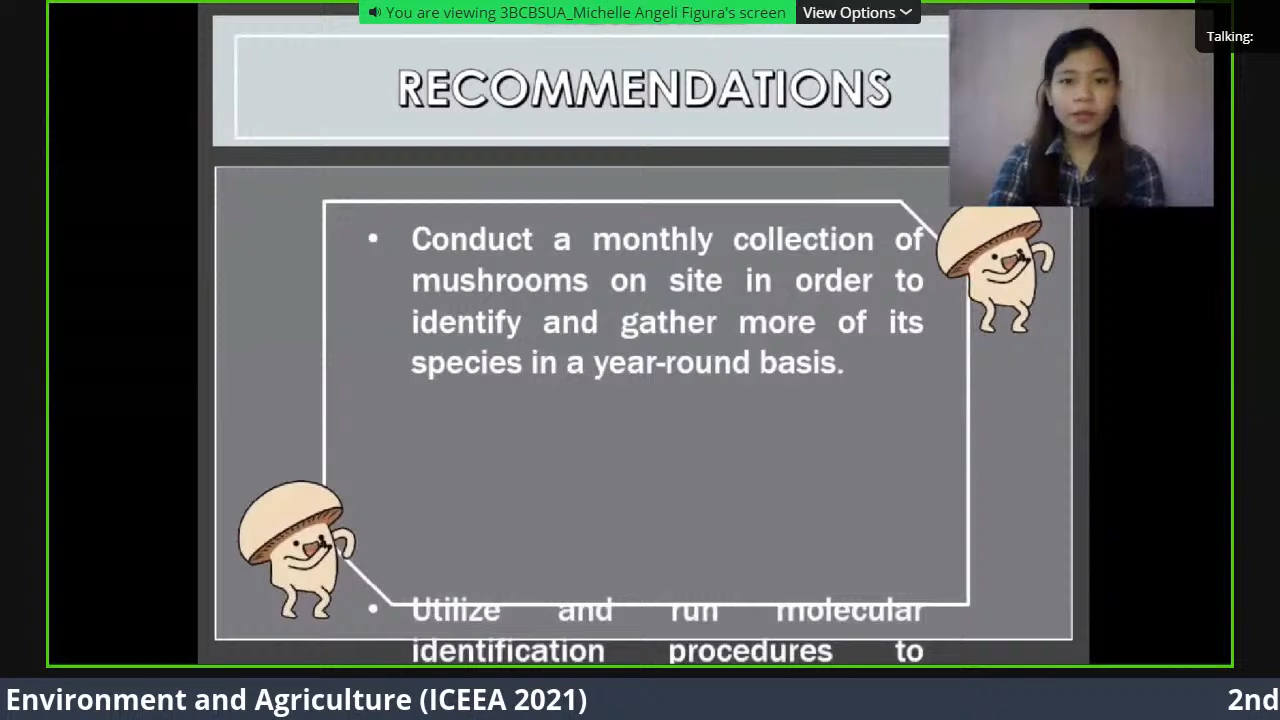 You are viewing 3BCBSUA_Michelle Angeli Figura's screen
View Options
Talking:
RECOMMENDATIONS
• Conduct a monthly collection of
mushrooms on site in order to
identify and gather more of its
species in a year-round basis.
• Utilize and run molecular
identification procedures to
Environment and Agriculture (ICEEA 2021)
2nd